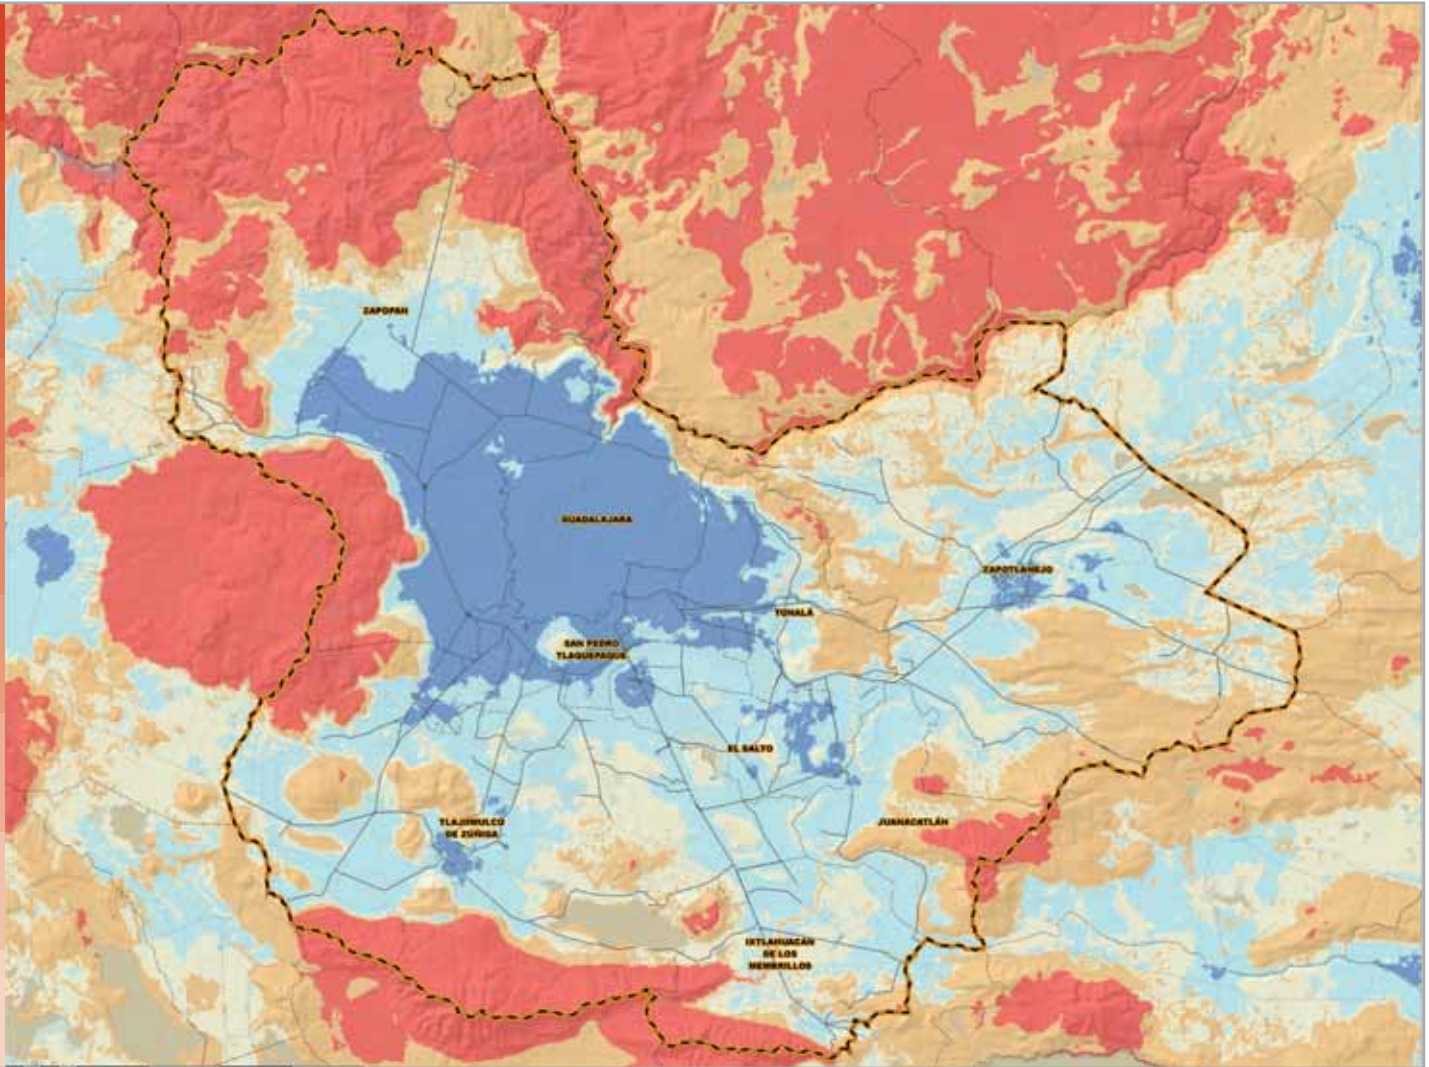 ZAPOPAN
GUADALAJARA
ZAPOTLANEJO
TONALÁ
SAN PEDRO
TLAQUEPAQUE
EL SALTO
TLAJOMULCO
DE ZÚÑIGA
JUANACATLÁN
IXTLAHUACÁN
DE LOS
MEMBRILLOS